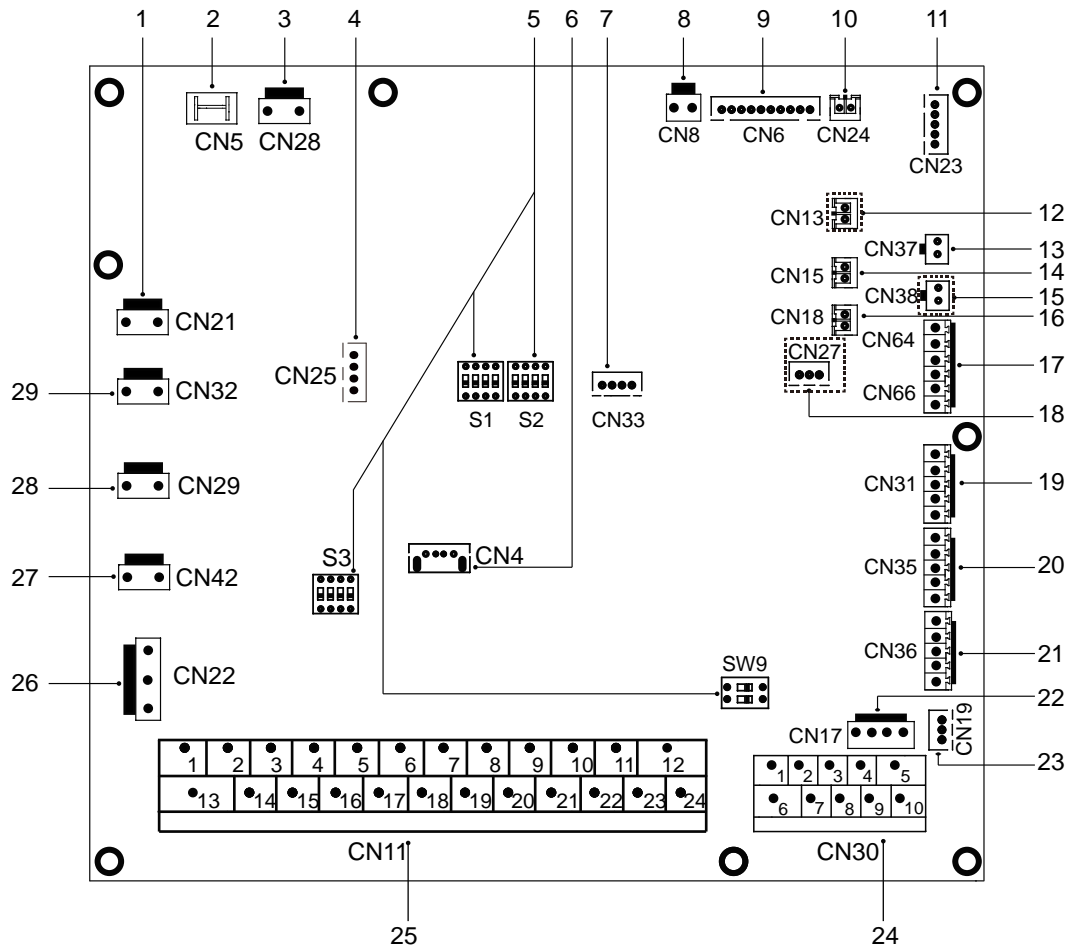 1 2 3 4 5 6 7 8 9 10 11
CN5 CN28 CN8 CN6 CN24
CN23
CN13 12
CN37 13
CN15 14
CN38 15
CN21 CN18 16
CN25 CN27 CN64
29 CN32 CN66 17
S1 S2 CN33 18
28 CN29 CN31 19
S3 CN4
27 CN42 CN35 20
CN36 21
26 CN22 SW9
22
CN17 CN19
23
1 2 3 4 5 6 7 8 9 10 11 12
13 14 15 16 17 18 19 20 21 22 23 24
1 2 3 4 5
6 7 8 9 10
CN11 CN30
25 24